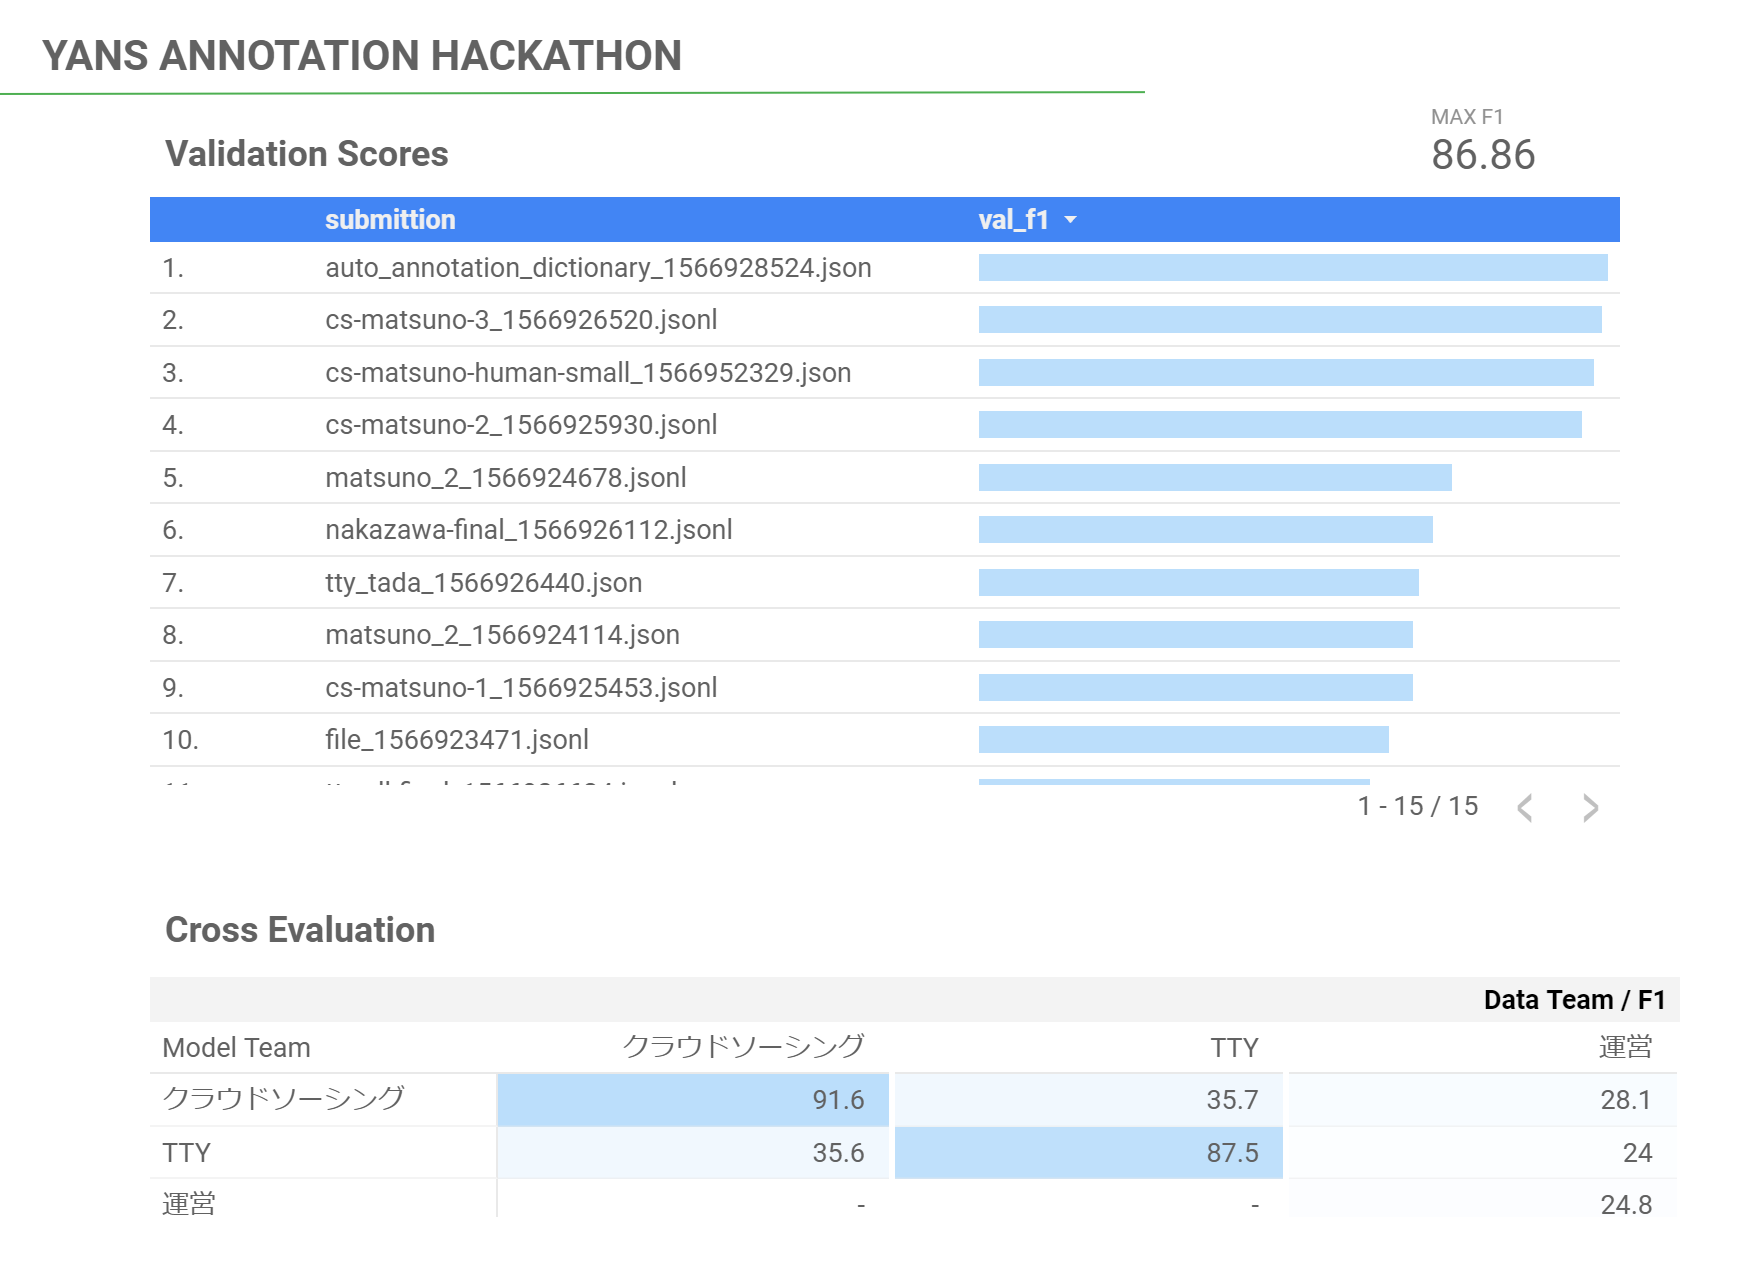 YANS ANNOTATION HACKATHON
MAX F1
Validation Scores
86.86
submittion val_f1
1. auto_annotation_dictionary_1566928524.json
2. cs-matsuno-3_1566926520.jsonl
3. cs-matsuno-human-small_1566952329.json
4. cs-matsuno-2_1566925930.jsonl
5. matsuno_2_1566924678.jsonl
6. nakazawa-final_1566926112.jsonl
7. tty_tada_1566926440.json
8. matsuno_2_1566924114.json
9. cs-matsuno-1_1566925453.jsonl
10. file_1566923471.jsonl
1 - 15 / 15
Cross Evaluation
Data Team / F1
Model Team クラウドソーシング TTY 運営
クラウドソーシング 91.6 35.7 28.1
TTY 35.6 87.5 24
運営 - - 24.8